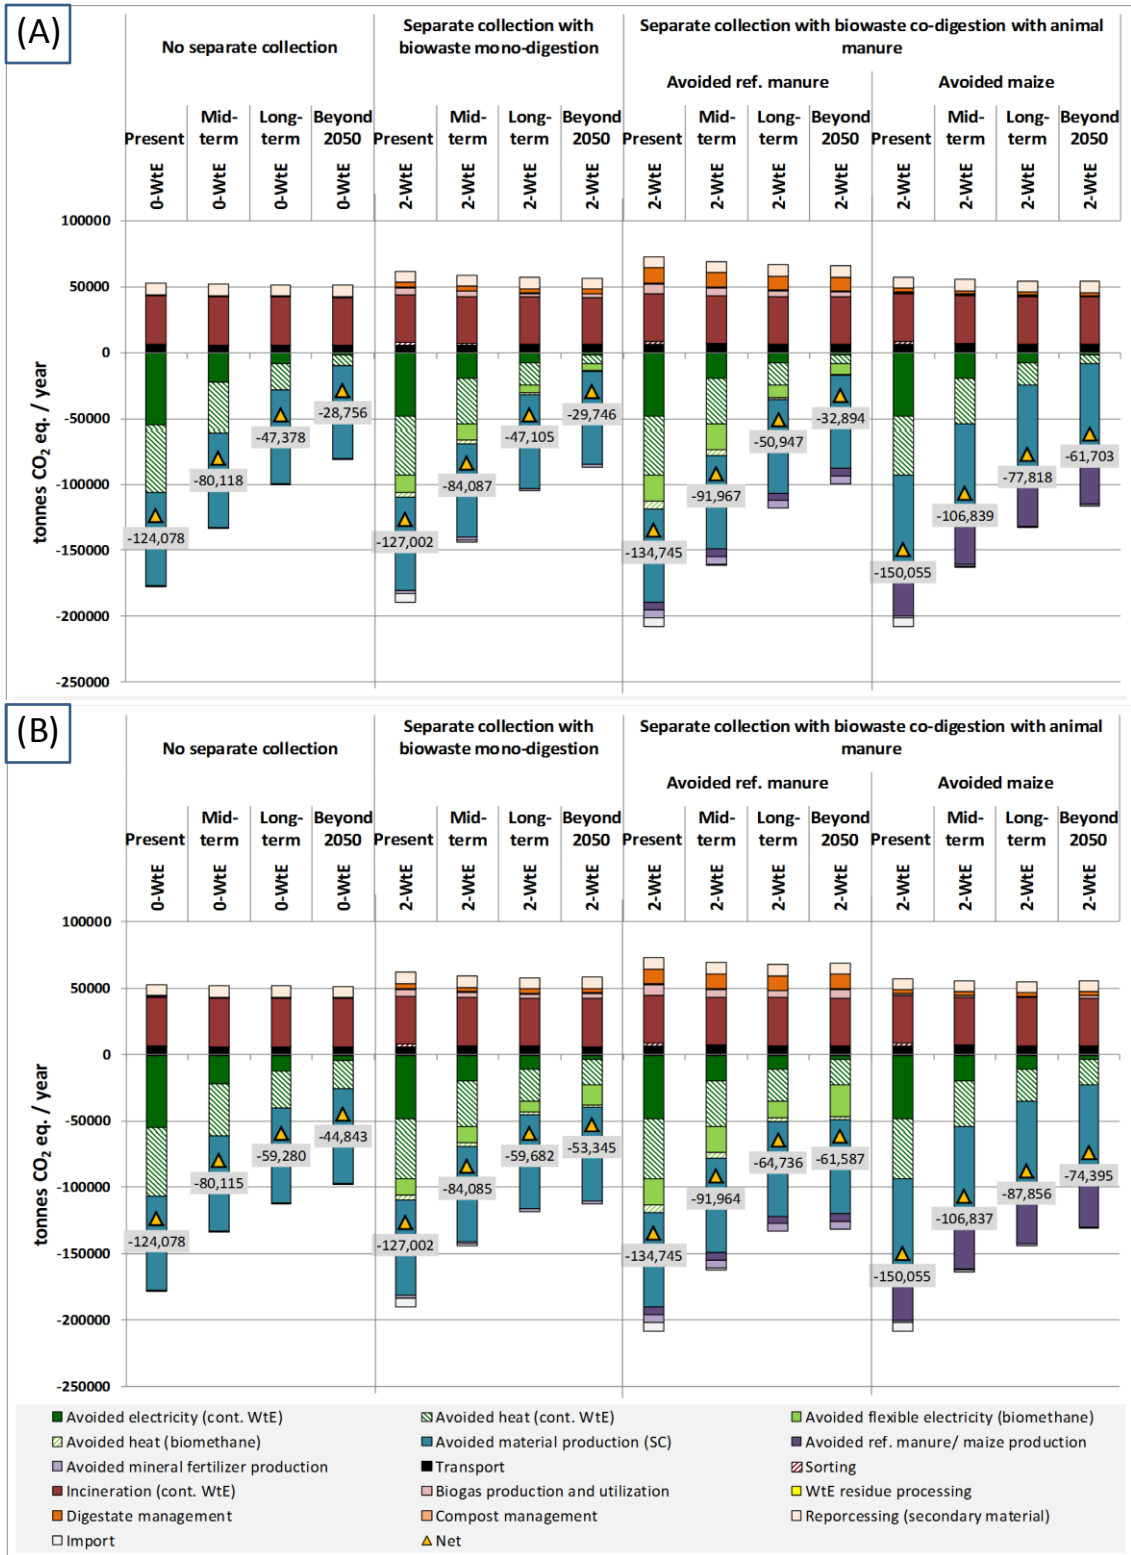 (A)
No separate collection
Separate collection with
biowaste mono-digestion
Separate collection with biowaste co-digestion with animal
manure
Avoided ref. manure
Avoided maize
Present
Mid-
term
Long-
term
Beyond
2050
Present
Mid-
term
Long-
term
Beyond
2050
Present
Mid-
term
Long-
term
Beyond
2050
Present
Mid-
term
Long-
term
Beyond
2050
0-WtE
0-WtE
0-WtE
0-WtE
2-WtE
2-WtE
2-WtE
2-WtE
2-WtE
2-WtE
2-WtE
2-WtE
2-WtE
2-WtE
2-WtE
2-WtE
tonnes CO₂ eq. / year
100000
50000
0
-50000
-100000
-150000
-200000
-250000
-124,078
-80,118
-47,378
-28,756
-127,002
-84,087
-47,105
-29,746
-134,745
-91,967
-50,947
-32,894
-150,055
-106,839
-77,818
-61,703
(B)
No separate collection
Separate collection with
biowaste mono-digestion
Separate collection with biowaste co-digestion with animal
manure
Avoided ref. manure
Avoided maize
Present
Mid-
term
Long-
term
Beyond
2050
Present
Mid-
term
Long-
term
Beyond
2050
Present
Mid-
term
Long-
term
Beyond
2050
Present
Mid-
term
Long-
term
Beyond
2050
0-WtE
0-WtE
0-WtE
0-WtE
2-WtE
2-WtE
2-WtE
2-WtE
2-WtE
2-WtE
2-WtE
2-WtE
2-WtE
2-WtE
2-WtE
2-WtE
tonnes CO₂ eq. / year
100000
50000
0
-50000
-100000
-150000
-200000
-250000
-124,078
-80,115
-59,280
-44,843
-127,002
-84,085
-59,682
-53,345
-134,745
-91,964
-64,736
-61,587
-150,055
-106,837
-87,856
-74,395
Avoided electricity (cont. WtE)
Avoided heat (cont. WtE)
Avoided flexible electricity (biomethane)
Avoided heat (biomethane)
Avoided material production (SC)
Avoided ref. manure/ maize production
Avoided mineral fertilizer production
Transport
Sorting
Incineration (cont. WtE)
Biogas production and utilization
WtE residue processing
Digestate management
Compost management
Reporcessing (secondary material)
Import
Net